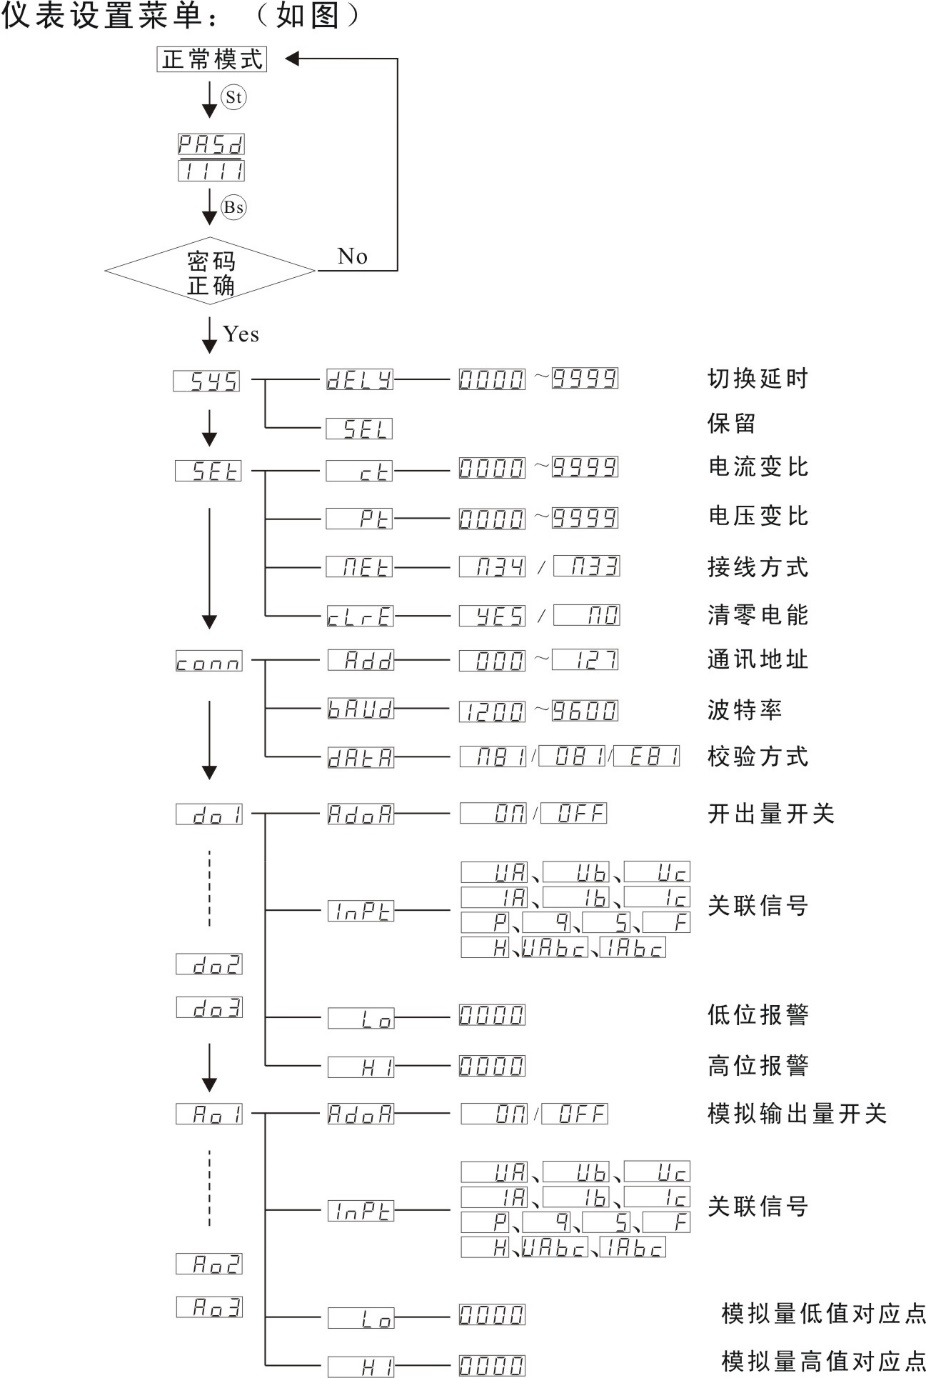 仪表设置菜单：（如图）
正常模式
St
PASd
1111
Bs
密码
正确
No
Yes
SYS dELY 0000 ~ 9999 切换延时
SEL 保留
SEt ct 0000 ~ 9999 电流变比
Pt 0000 ~ 9999 电压变比
nEt n34 / n33 接线方式
cLrE YES / nO 清零电能
conn Add 000 ~ 127 通讯地址
bAUd 1200 ~ 9600 波特率
dAtA n81 / O81 / E81 校验方式
do1 AdoA On / OFF 开出量开关
InPt UA、Ub、Uc 关联信号
IA、Ib、Ic
P、q、S、F
H、UAbc、IAbc
do2
do3
Lo 0000 低位报警
HI 0000 高位报警
Ao1 AdoA On / OFF 模拟输出量开关
InPt UA、Ub、Uc 关联信号
IA、Ib、Ic
P、q、S、F
H、UAbc、IAbc
Ao2
Ao3
Lo 0000 模拟量低值对应点
HI 0000 模拟量高值对应点